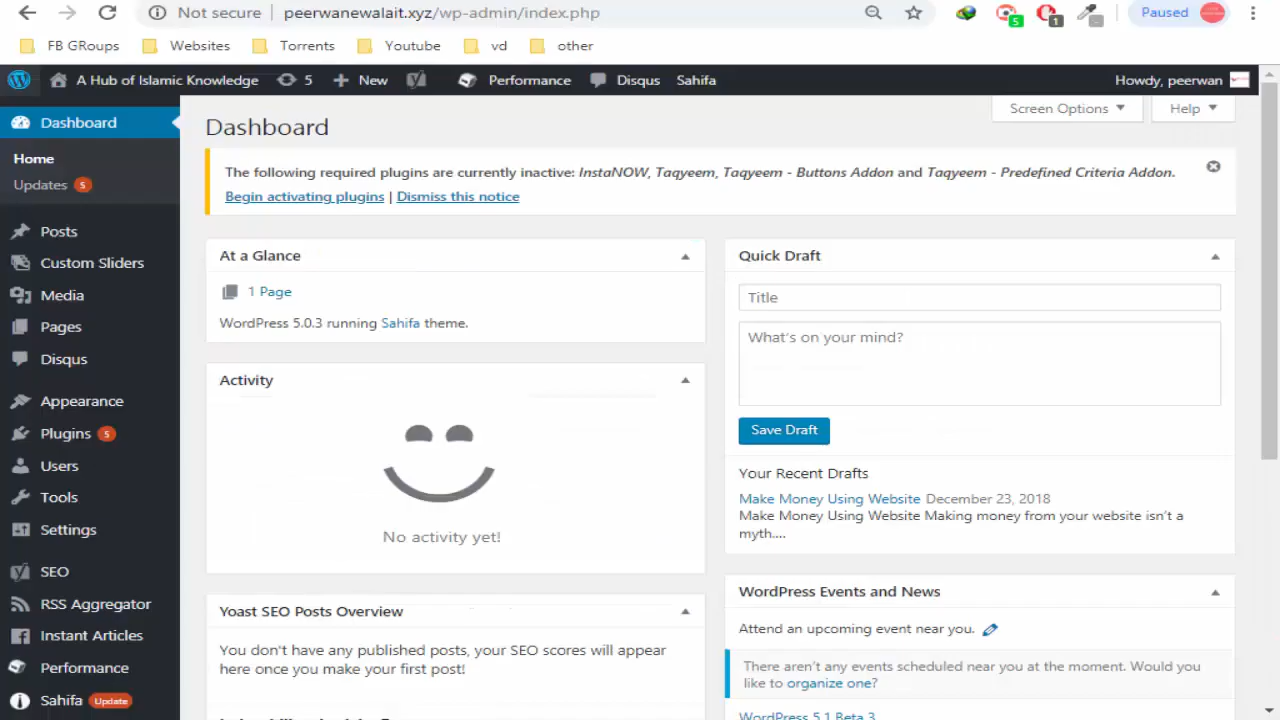 Not secure peerwanewalait.xyz/wp-admin/index.php
5 1 Paused
FB GRoups Websites Torrents Youtube vd other
A Hub of Islamic Knowledge 5 New Performance Disqus Sahifa Howdy, peerwan
Screen Options Help
Dashboard
Home
Updates 5
Posts
Custom Sliders
Media
Pages
Disqus
Appearance
Plugins 5
Users
Tools
Settings
SEO
RSS Aggregator
Instant Articles
Performance
Sahifa Update
Dashboard
The following required plugins are currently inactive: InstaNOW, Taqyeem, Taqyeem - Buttons Addon and Taqyeem - Predefined Criteria Addon.
Begin activating plugins | Dismiss this notice
At a Glance
1 Page
WordPress 5.0.3 running Sahifa theme.
Activity
No activity yet!
Yoast SEO Posts Overview
You don't have any published posts, your SEO scores will appear
here once you make your first post!
Quick Draft
Title
What's on your mind?
Save Draft
Your Recent Drafts
Make Money Using Website December 23, 2018
Make Money Using Website Making money from your website isn't a
myth....
WordPress Events and News
Attend an upcoming event near you.
There aren't any events scheduled near you at the moment. Would you
like to organize one?
WordPress 5.1 Beta 3